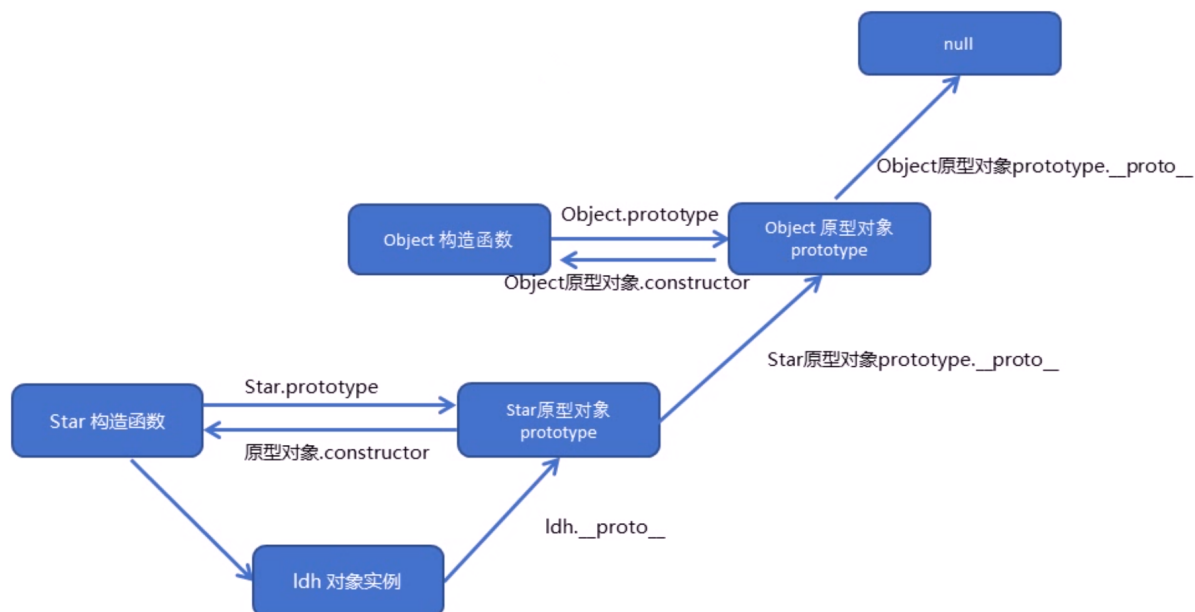 null
Object原型对象prototype.__proto__
Object.prototype
Object 构造函数
Object 原型对象
prototype
Object原型对象.constructor
Star原型对象prototype.__proto__
Star.prototype
Star 构造函数
Star原型对象
prototype
原型对象.constructor
ldh.__proto__
ldh 对象实例